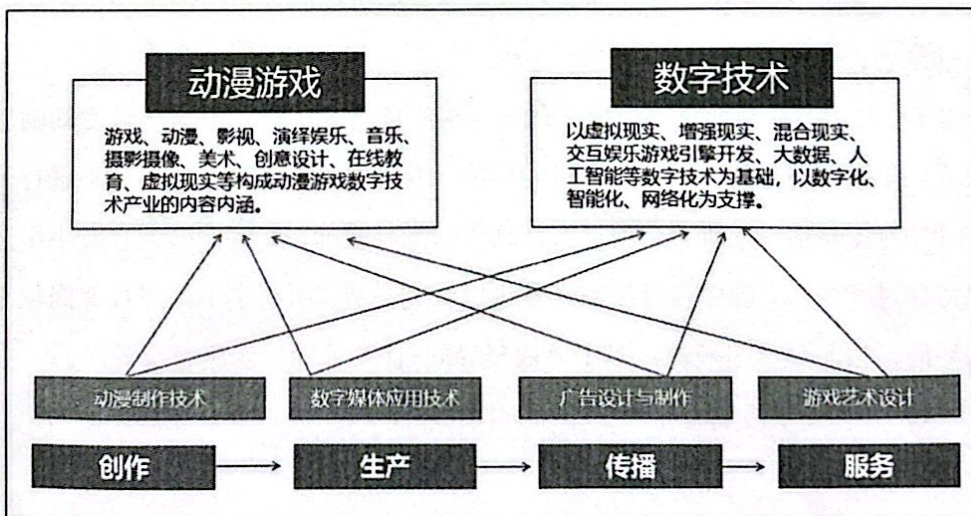 动漫游戏
游戏、动漫、影视、演绎娱乐、音乐、
摄影摄像、美术、创意设计、在线教
育、虚拟现实等构成动漫游戏数字技
术产业的内容内涵。
数字技术
以虚拟现实、增强现实、混合现实、
交互娱乐游戏引擎开发、大数据、人
工智能等数字技术为基础，以数字化、
智能化、网络化为支撑。
动漫制作技术
数字媒体应用技术
广告设计与制作
游戏艺术设计
创作
生产
传播
服务